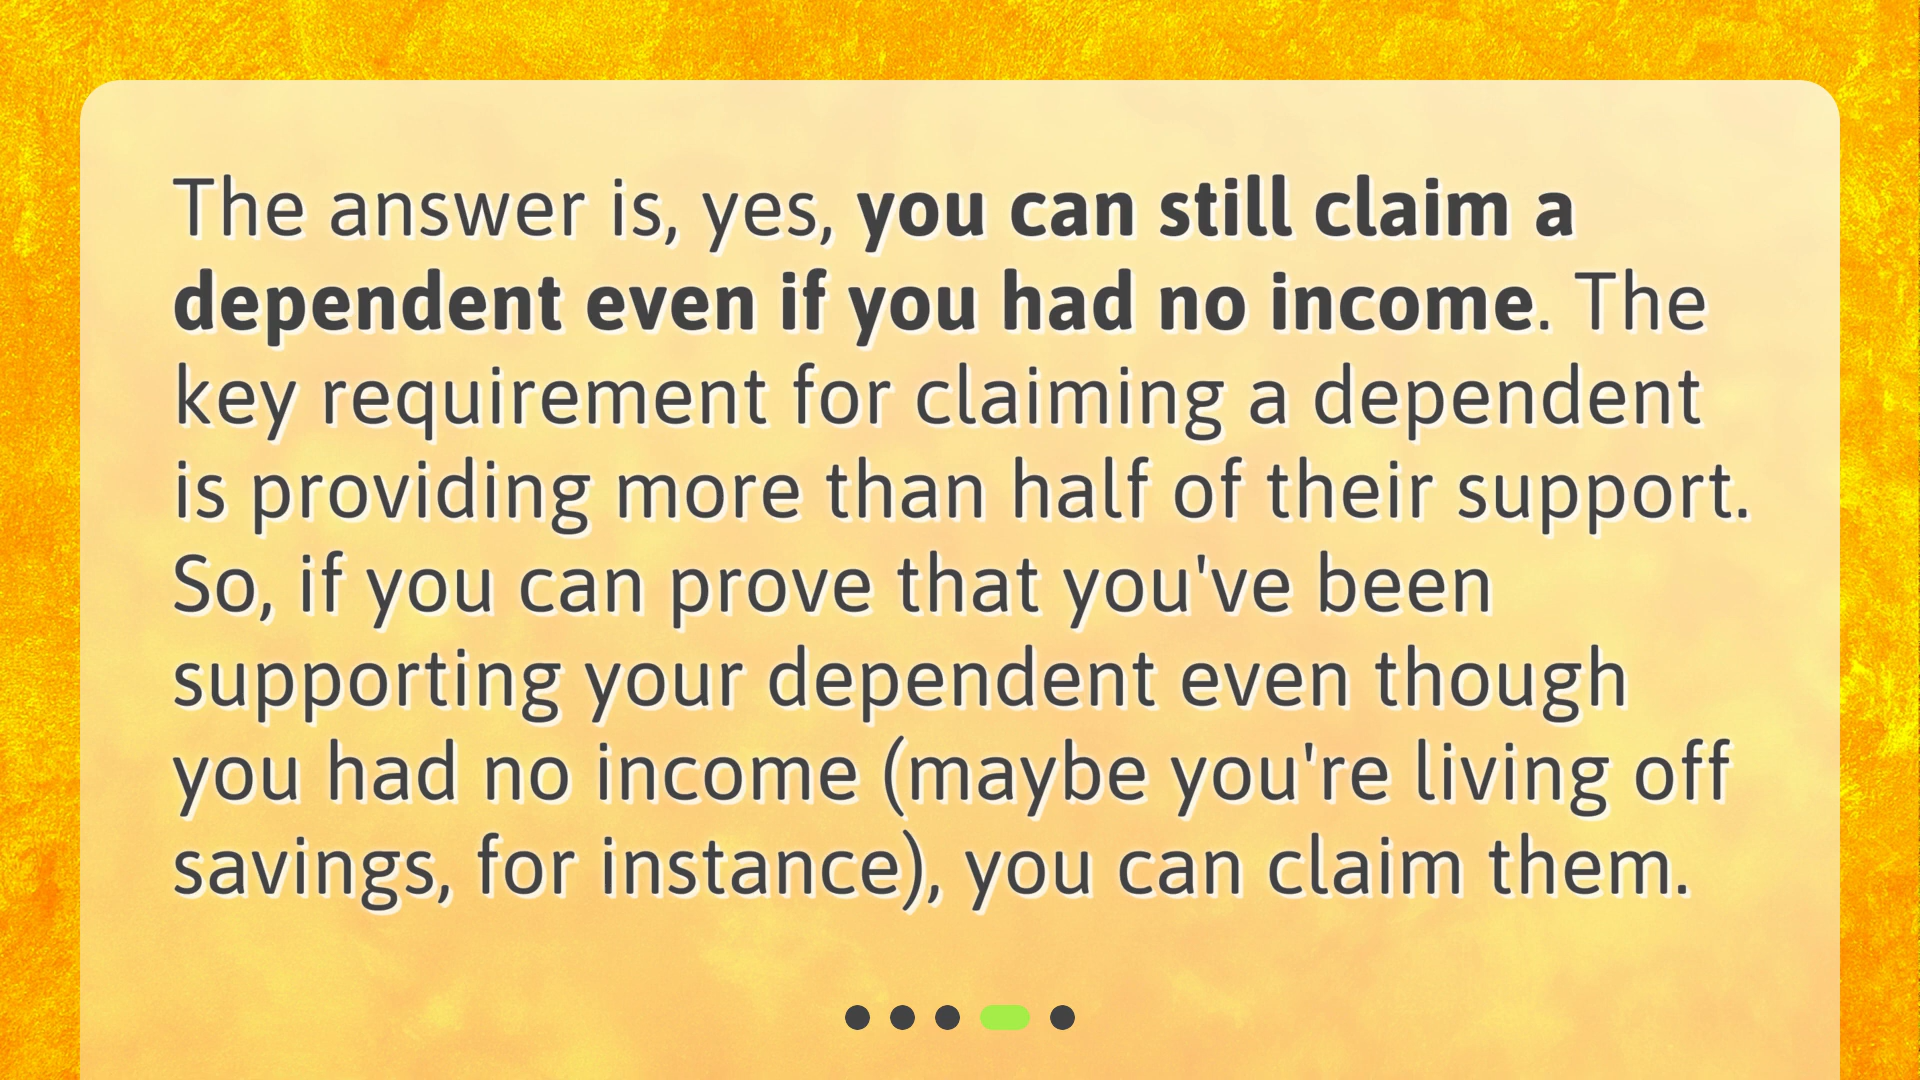 The answer is, yes, you can still claim a
dependent even if you had no income. The
key requirement for claiming a dependent
is providing more than half of their support.
So, if you can prove that you've been
supporting your dependent even though
you had no income (maybe you're living off
savings, for instance), you can claim them.